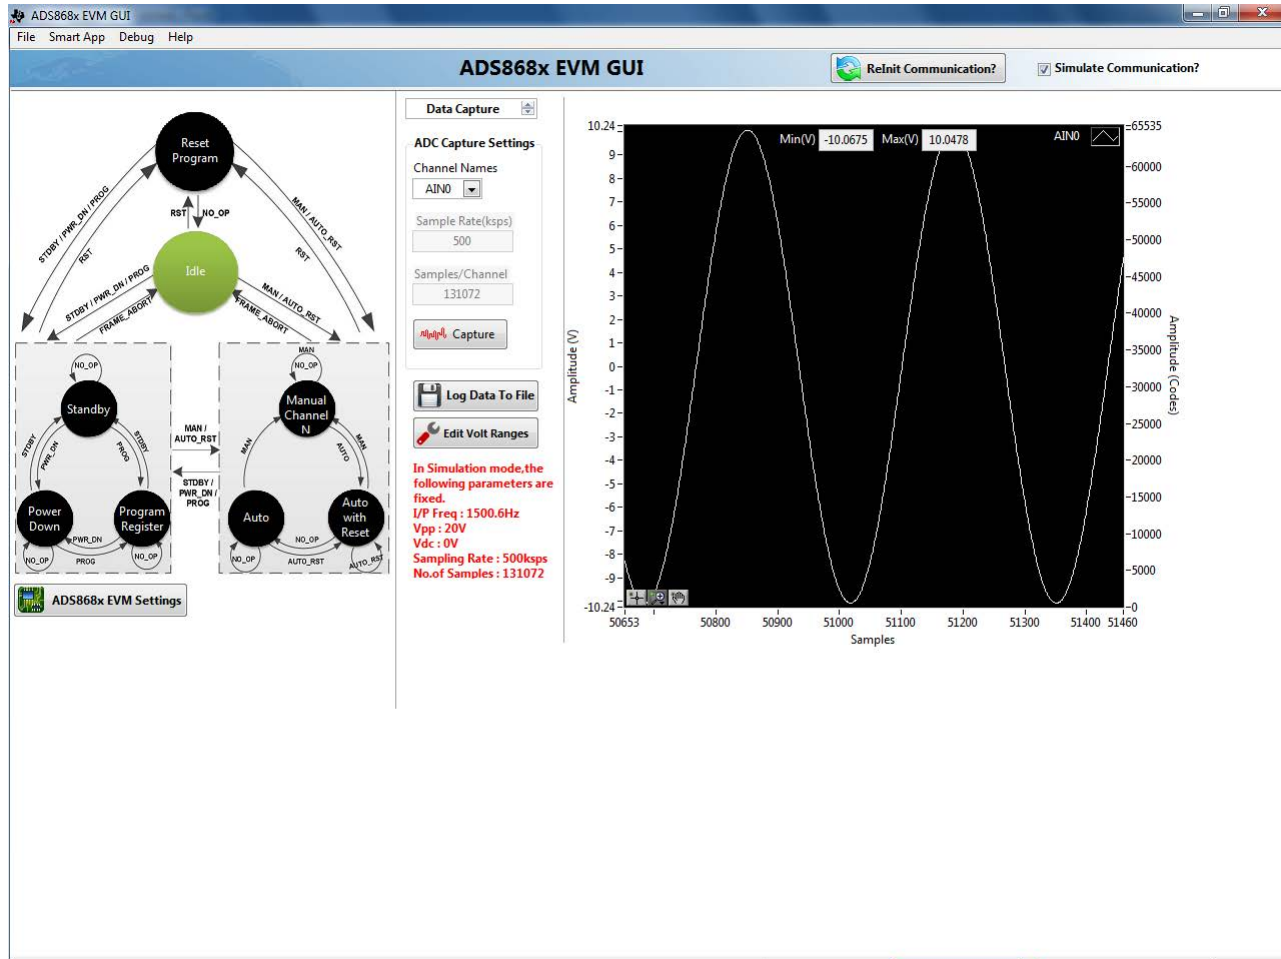 ADS868x EVM GUI
File Smart App Debug Help
ADS868x EVM GUI
ReInit Communication?
Simulate Communication?
Reset
Program
STDBY / PWR_DN / PROG
RST
RST
NO_OP
MAN / AUTO_RST
RST
Idle
STDBY / PWR_DN / PROG
FRAME_ABORT
MAN / AUTO_RST
FRAME_ABORT
NO_OP
Standby
STDBY
PWR_DN
STDBY
PROG
Power
Down
Program
Register
PWR_DN
PROG
NO_OP
NO_OP
MAN /
AUTO_RST
STDBY /
PWR_DN /
PROG
MAN
NO_OP
Manual
Channel
N
MAN
MAN
AUTO
Auto
Auto
with
Reset
NO_OP
AUTO_RST
NO_OP
AUTO_RST
ADS868x EVM Settings
Data Capture
ADC Capture Settings
Channel Names
AIN0
Sample Rate(ksps)
500
Samples/Channel
131072
Capture
Log Data To File
Edit Volt Ranges
In Simulation mode,the
following parameters are
fixed.
I/P Freq : 1500.6Hz
Vpp : 20V
Vdc : 0V
Sampling Rate : 500ksps
No.of Samples : 131072
Min(V) -10.0675 Max(V) 10.0478
AIN0
Amplitude (V)
10.24
9
8
7
6
5
4
3
2
1
0
-1
-2
-3
-4
-5
-6
-7
-8
-9
-10.24
65535
60000
55000
50000
45000
40000
35000
30000
25000
20000
15000
10000
5000
0
Amplitude (Codes)
50653 50800 50900 51000 51100 51200 51300 51400 51460
Samples